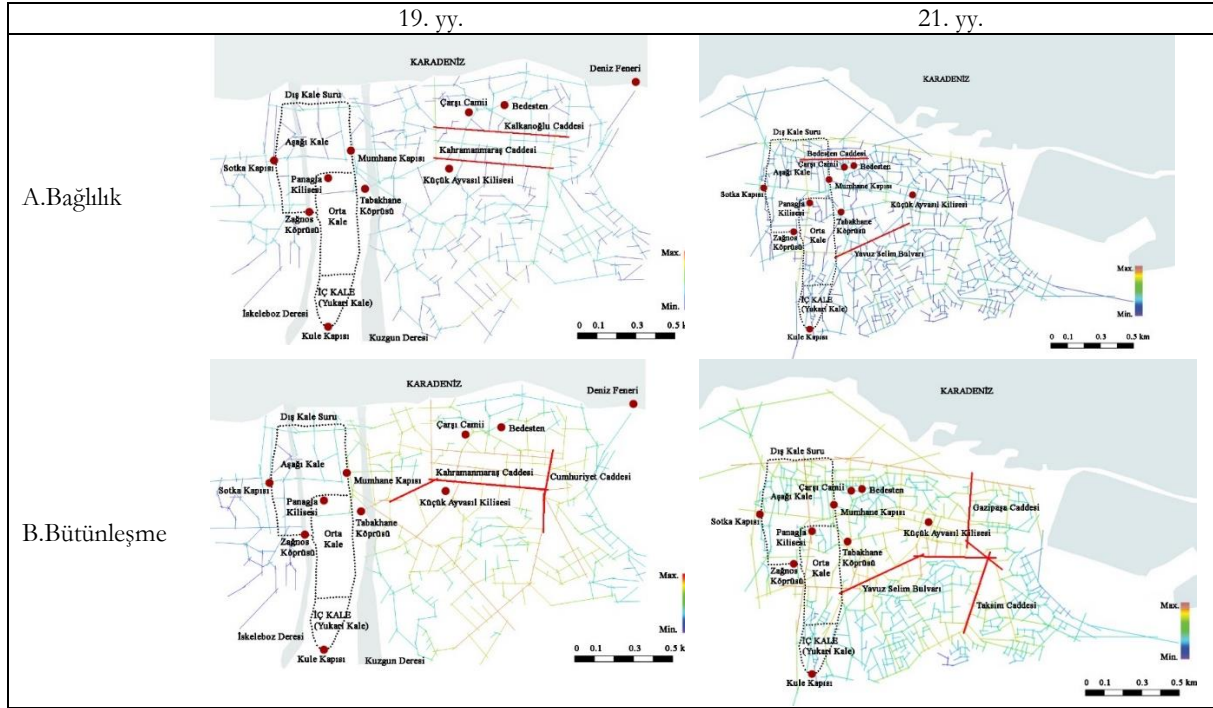 19. yy.
21. yy.
A.Bağlılık
KARADENİZ
Deniz Feneri
Dış Kale Suru
Çarşı Camii
Bedesten
Aşağı Kale
Kalkanoğlu Caddesi
Kahramanmaraş Caddesi
Sotka Kapısı
Mumhane Kapısı
Küçük Ayvasıl Kilisesi
Panagia
Kilisesi
Tabakhane
Köprüsü
Orta
Kale
Zağnos
Köprüsü
Max.
İÇ KALE
(Yukarı Kale)
İskeleboz Deresi
Min.
Kule Kapısı
Kuzgun Deresi
0 0.1 0.3 0.5 k
KARADENİZ
Dış Kale Suru
Bedesten Caddesi
Çarşı Camii
Bedesten
Aşağı Kale
Mumhane Kapısı
Sotka Kapısı
Küçük Ayvasıl Kilisesi
Panagia
Kilisesi
Tabakhane
Köprüsü
Orta
Kale
Zağnos
Köprüsü
Yavuz Selim Bulvarı
Max.
İÇ KALE
(Yukarı Kale)
Min.
Kule Kapısı
0 0.1 0.3 0.5 km
B.Bütünleşme
KARADENİZ
Deniz Feneri
Dış Kale Suru
Çarşı Camii
Bedesten
Aşağı Kale
Kahramanmaraş Caddesi
Cumhuriyet Caddesi
Sotka Kapısı
Mumhane Kapısı
Küçük Ayvasıl Kilisesi
Panagia
Kilisesi
Tabakhane
Köprüsü
Orta
Kale
Zağnos
Köprüsü
Max.
İÇ KALE
(Yukarı Kale)
Min.
İskeleboz Deresi
Kule Kapısı
Kuzgun Deresi
0 0.1 0.3 0.5 k
KARADENİZ
Dış Kale Suru
Çarşı Camii
Bedesten
Aşağı Kale
Gazipaşa Caddesi
Mumhane Kapısı
Sotka Kapısı
Küçük Ayvasıl Kilisesi
Panagia
Kilisesi
Tabakhane
Köprüsü
Orta
Kale
Zağnos
Köprüsü
Yavuz Selim Bulvarı
Taksim Caddesi
Max.
İÇ KALE
(Yukarı Kale)
Min.
Kule Kapısı
0 0.1 0.3 0.5 km